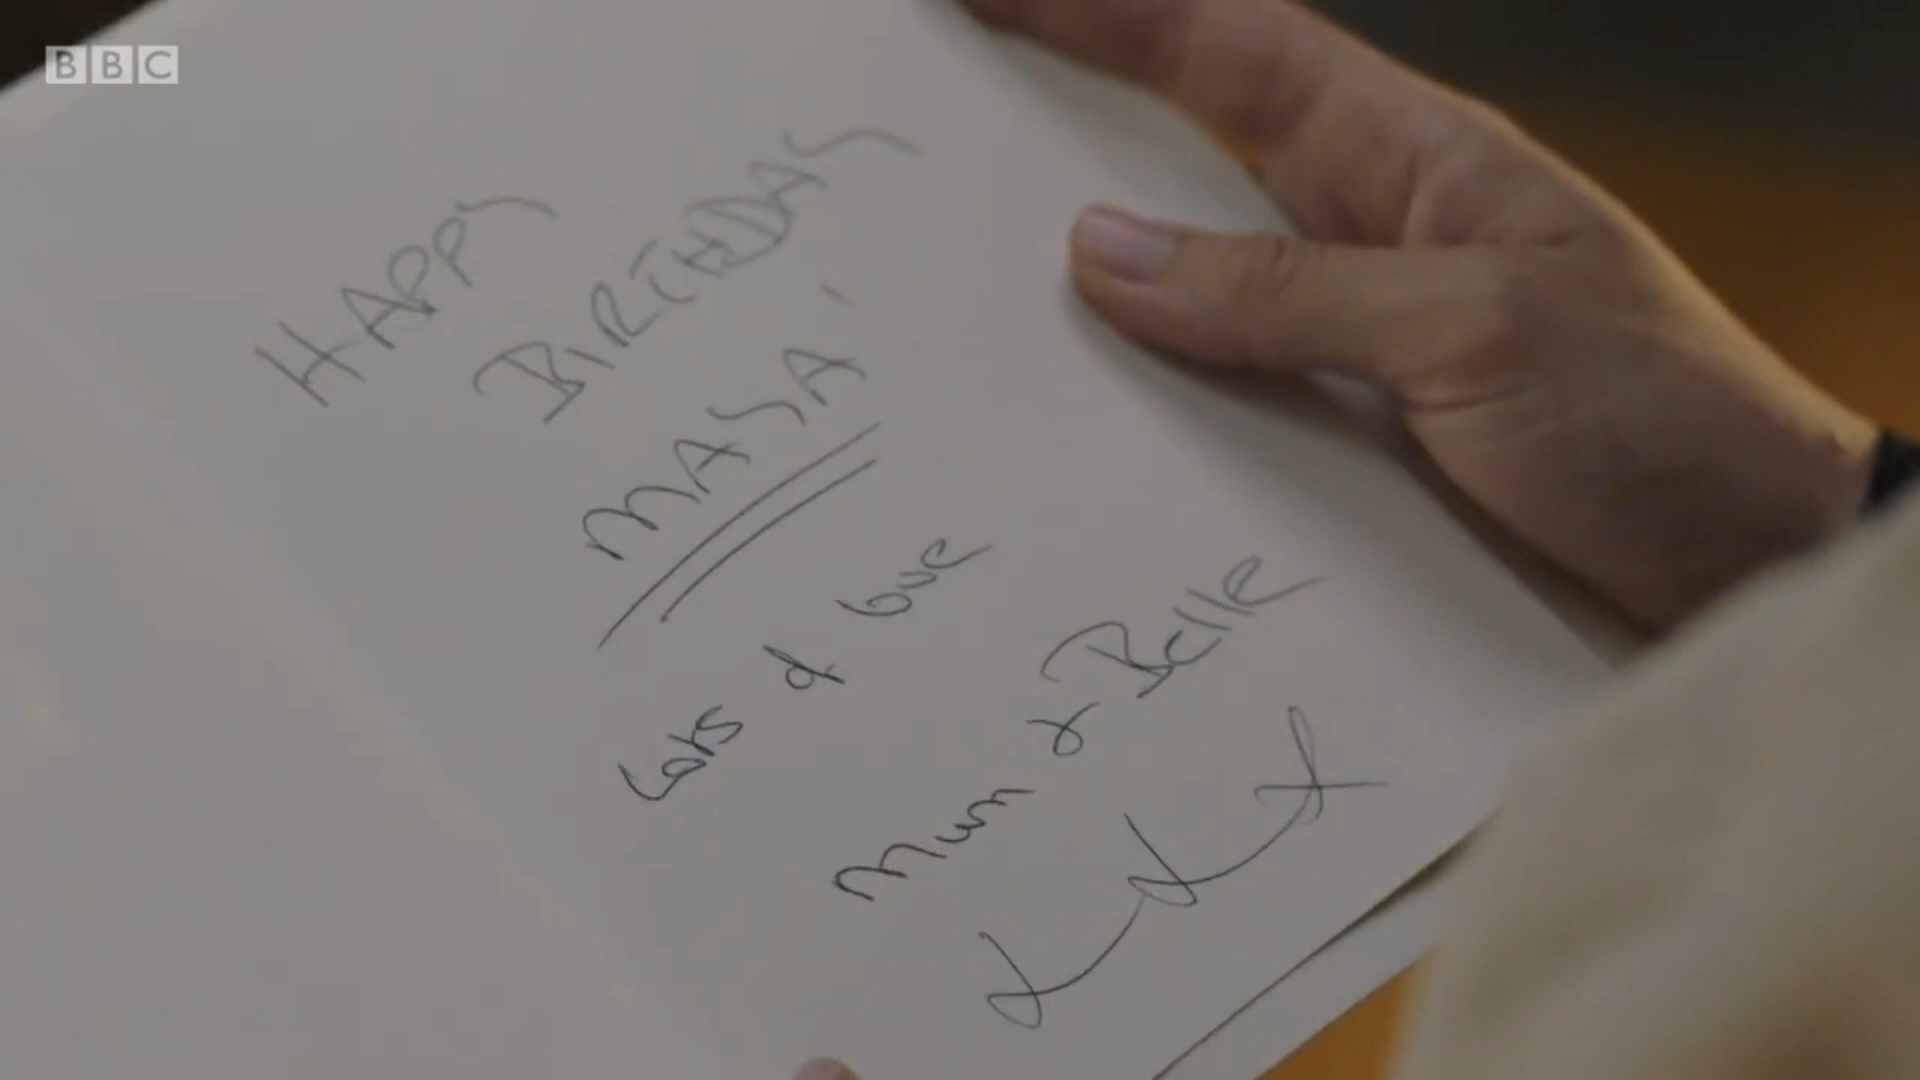 BBC
HAPPY
BIRTHDAY
MASA
Lots of love
Mum & Belle
xxx